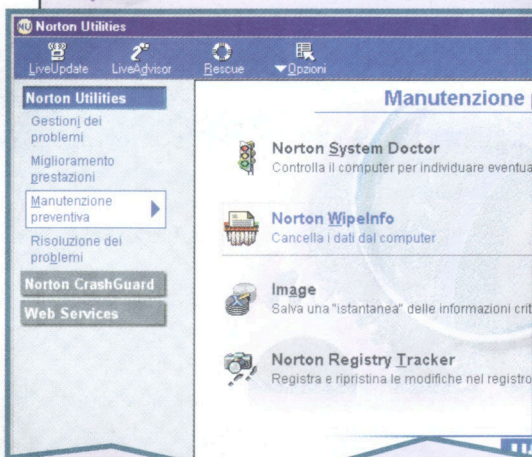 NU Norton Utilities
LiveUpdate LiveAdvisor Rescue Opzioni
Norton Utilities
Gestioni dei
problemi
Miglioramento
prestazioni
Manutenzione
preventiva
Risoluzione dei
problemi
Norton CrashGuard
Web Services
Manutenzione
Norton System Doctor
Controlla il computer per individuare eventua
Norton WipeInfo
Cancella i dati dal computer
Image
Salva una "istantanea" delle informazioni crit
Norton Registry Tracker
Registra e ripristina le modifiche nel registro